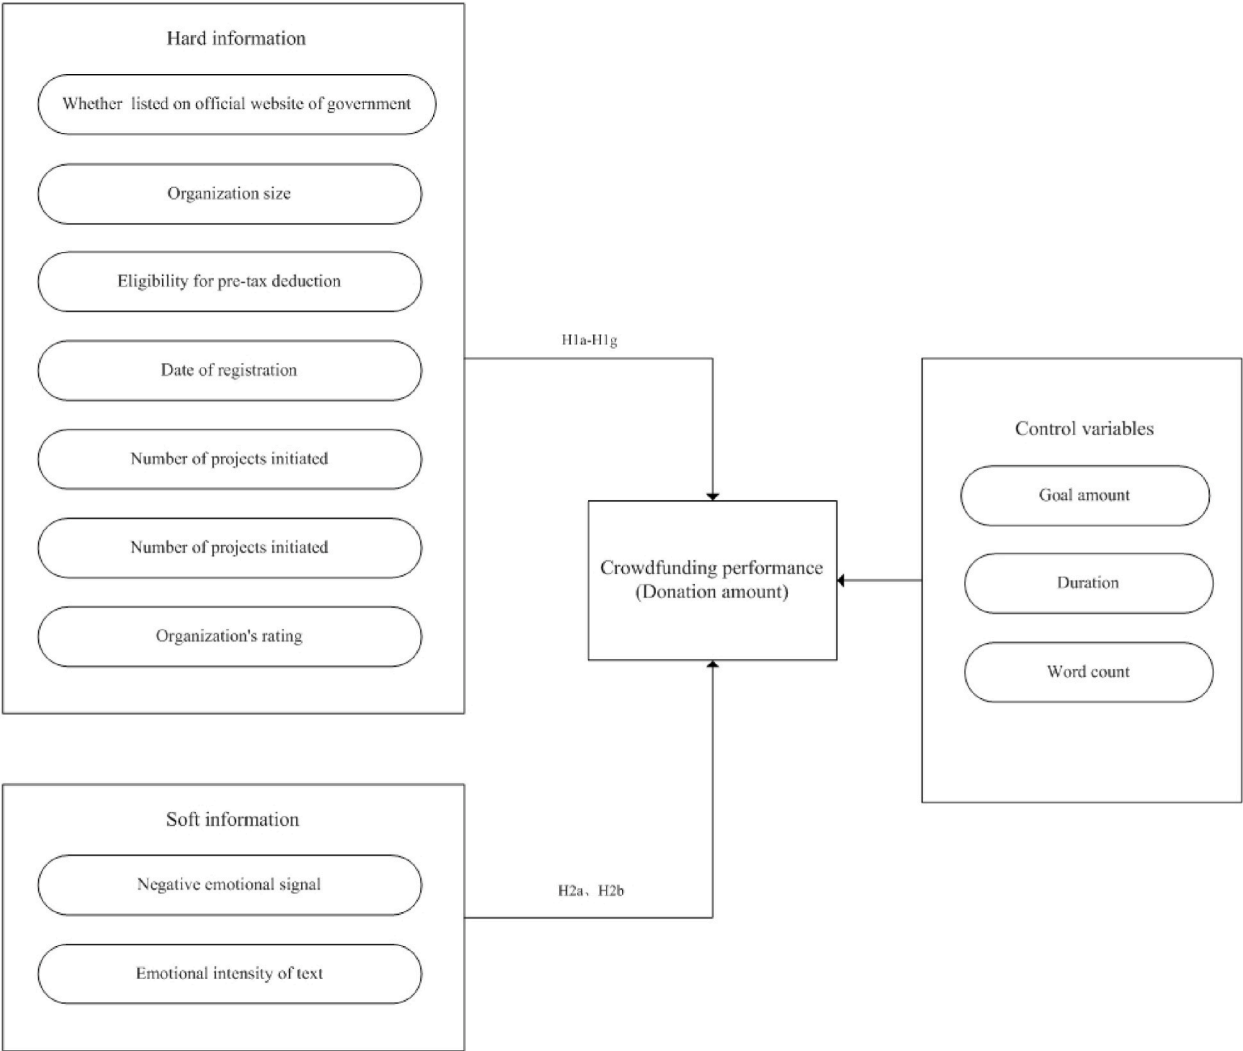 Hard information
Whether listed on official website of government
Organization size
Eligibility for pre-tax deduction
Date of registration
Number of projects initiated
Number of projects initiated
Organization's rating
H1a-H1g
Crowdfunding performance
(Donation amount)
Control variables
Goal amount
Duration
Word count
Soft information
Negative emotional signal
Emotional intensity of text
H2a、H2b